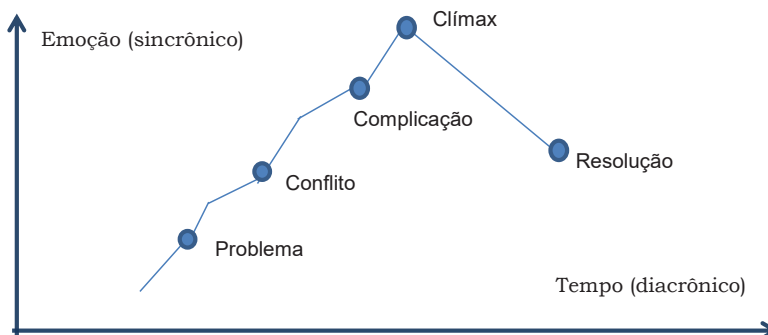 Clímax
Emoção (sincrônico)
Complicação
Resolução
Conflito
Problema
Tempo (diacrônico)